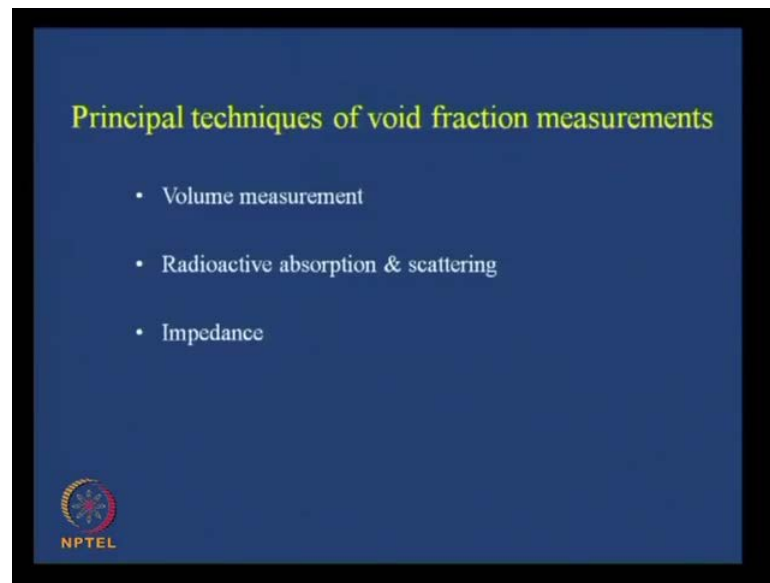 Principal techniques of void fraction measurements
• Volume measurement
• Radioactive absorption & scattering
• Impedance
NPTEL